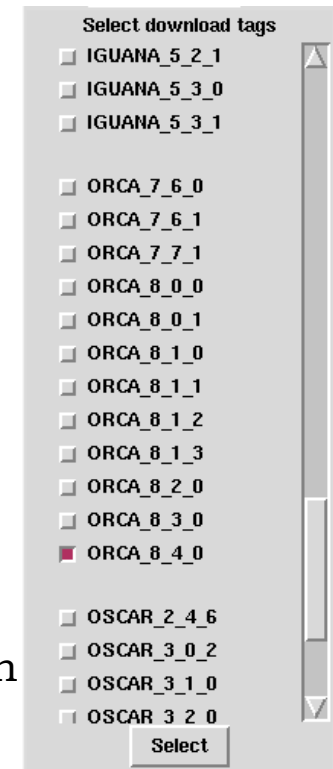 Select download tags
IGUANA_5_2_1
IGUANA_5_3_0
IGUANA_5_3_1
ORCA_7_6_0
ORCA_7_6_1
ORCA_7_7_1
ORCA_8_0_0
ORCA_8_0_1
ORCA_8_1_0
ORCA_8_1_1
ORCA_8_1_2
ORCA_8_1_3
ORCA_8_2_0
ORCA_8_3_0
ORCA_8_4_0
OSCAR_2_4_6
OSCAR_3_0_2
n
OSCAR_3_1_0
OSCAR_3_2_0
Select